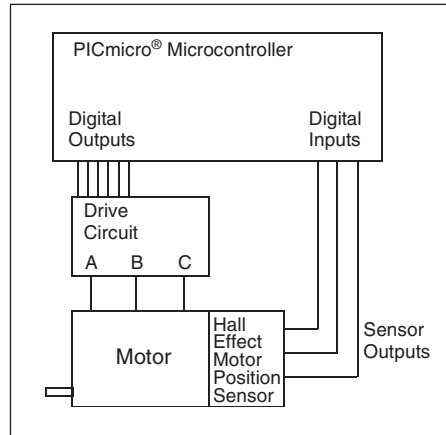 PICmicro® Microcontroller
Digital
Outputs
Digital
Inputs
Drive
Circuit
A B C
Motor
Hall
Effect
Motor
Position
Sensor
Sensor
Outputs